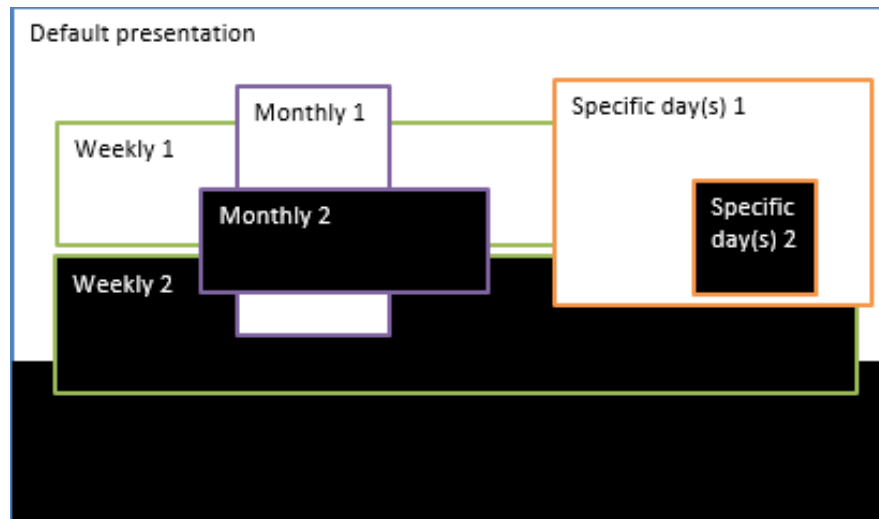 Default presentation
Monthly 1
Specific day(s) 1
Weekly 1
Monthly 2
Specific
day(s) 2
Weekly 2